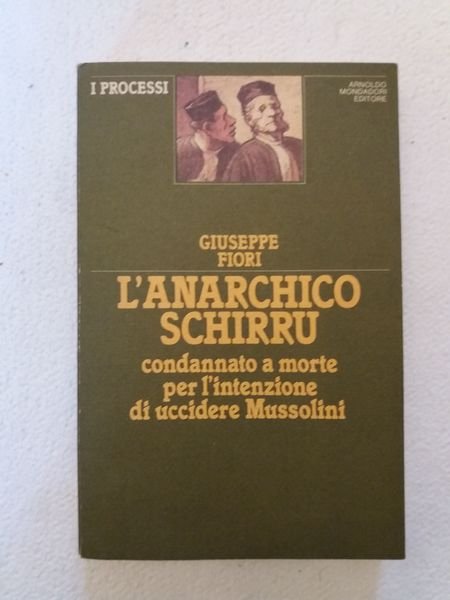 I PROCESSI
ARNOLDO
MONDADORI
EDITORE
GIUSEPPE
FIORI
L'ANARCHICO
SCHIRRU
condannato a morte
per l'intenzione
di uccidere Mussolini